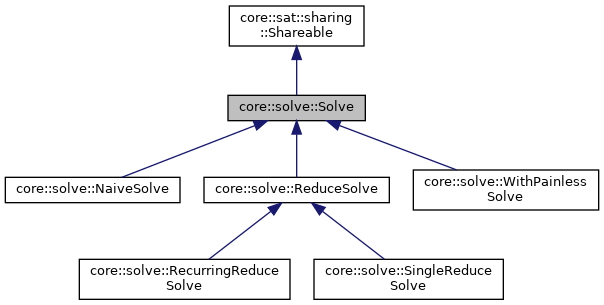 core::sat::sharing
::Shareable
core::solve::Solve
core::solve::NaiveSolve
core::solve::ReduceSolve
core::solve::WithPainless
Solve
core::solve::RecurringReduce
Solve
core::solve::SingleReduce
Solve